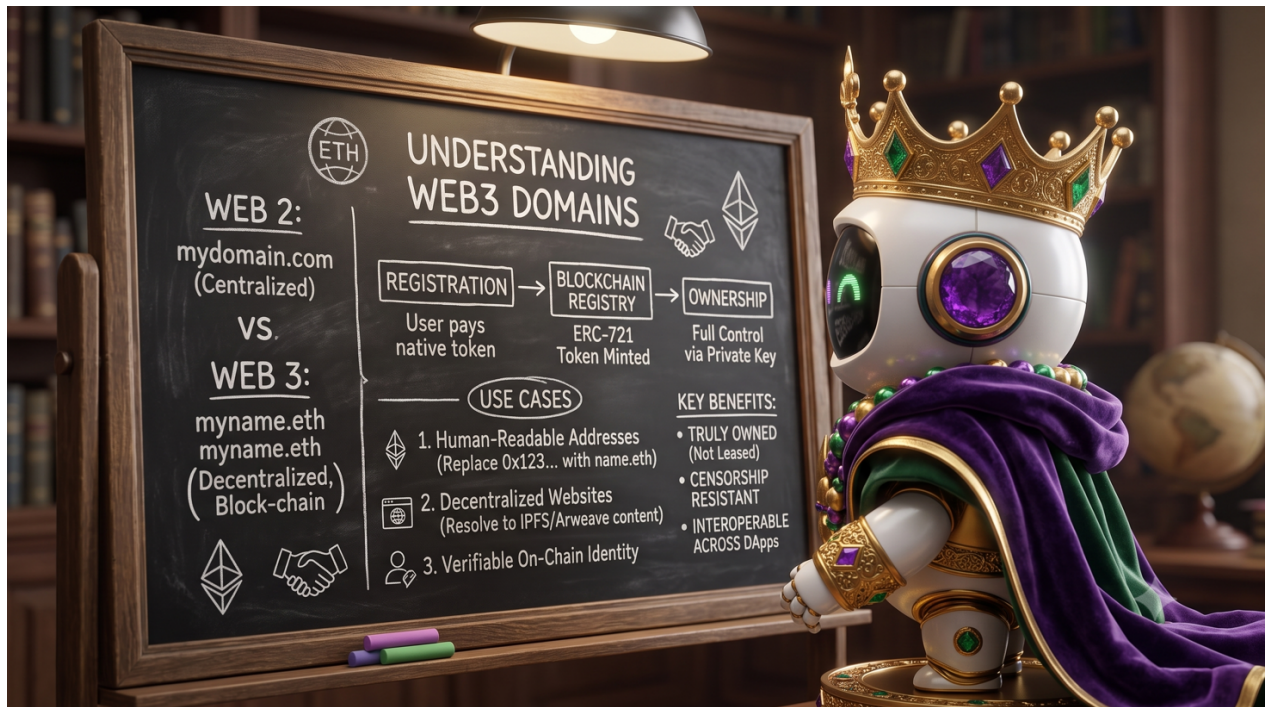 ETH
UNDERSTANDING
WEB3 DOMAINS
WEB 2:
mydomain.com
(Centralized)
VS.
WEB 3:
myname.eth
myname.eth
(Decentralized,
Block-chain)
REGISTRATION
User pays
native token
BLOCKCHAIN
REGISTRY
ERC-721
Token Minted
OWNERSHIP
Full Control
via Private Key
USE CASES
1. Human-Readable Addresses
(Replace 0x123... with name.eth)
2. Decentralized Websites
(Resolve to IPFS/Arweave content)
3. Verifiable On-Chain Identity
KEY BENEFITS:
• TRULY OWNED
(Not Leased)
• CENSORSHIP
RESISTANT
• INTEROPERABLE
ACROSS DApps